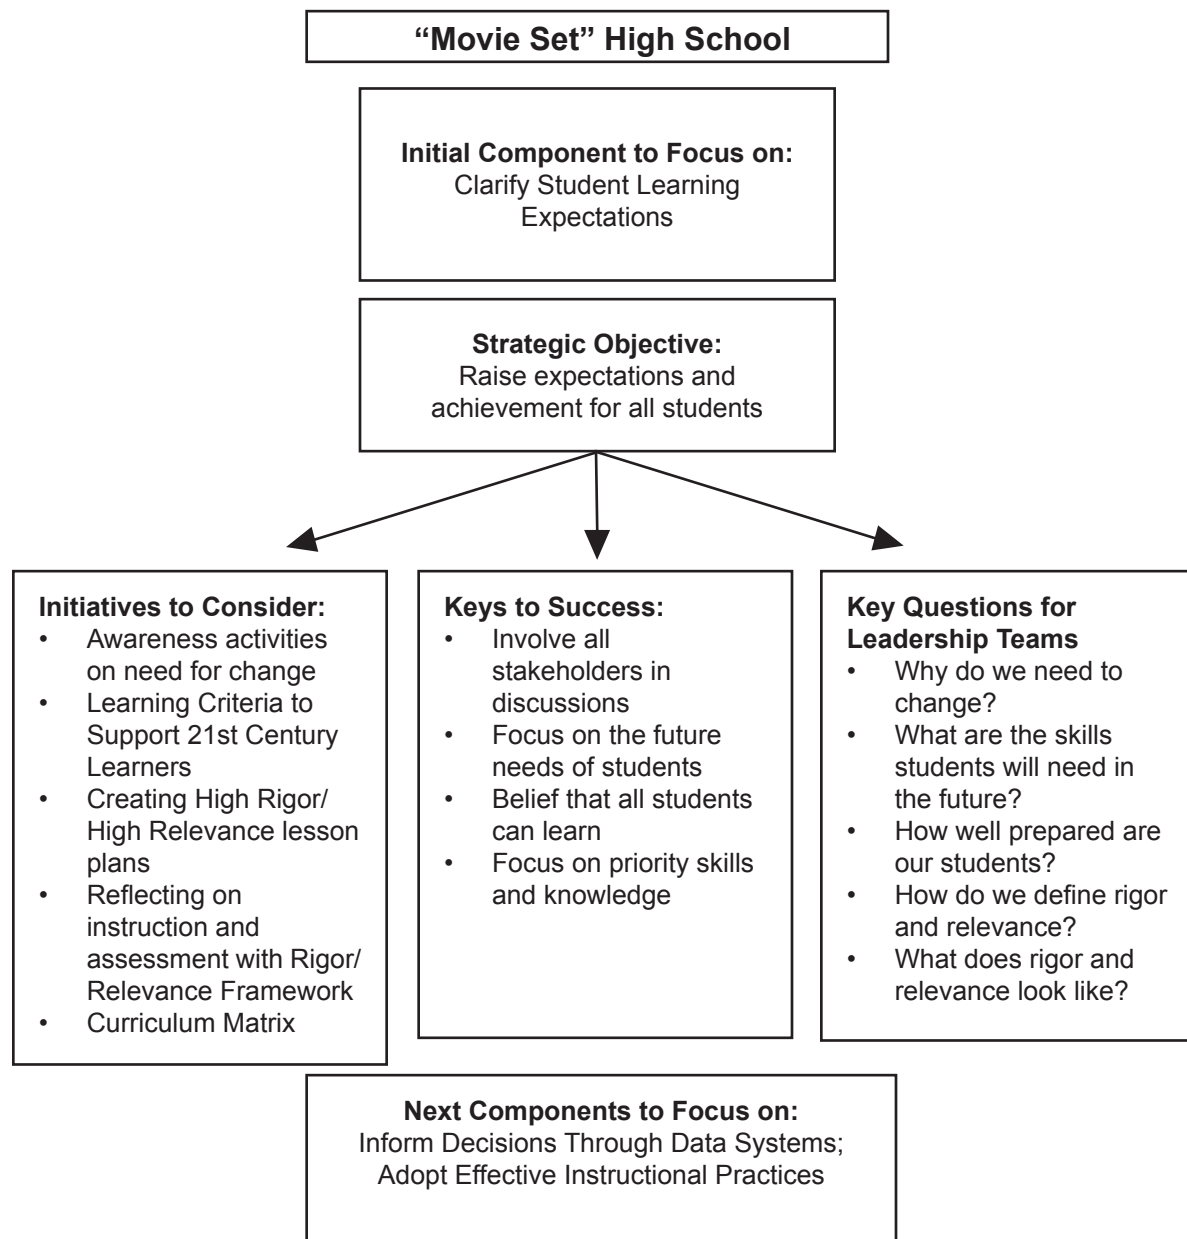 “Movie Set” High School
Initial Component to Focus on:
Clarify Student Learning
Expectations
Strategic Objective:
Raise expectations and
achievement for all students
Initiatives to Consider:
• Awareness activities
on need for change
• Learning Criteria to
Support 21st Century
Learners
• Creating High Rigor/
High Relevance lesson
plans
• Reflecting on
instruction and
assessment with Rigor/
Relevance Framework
• Curriculum Matrix
Keys to Success:
• Involve all
stakeholders in
discussions
• Focus on the future
needs of students
• Belief that all students
can learn
• Focus on priority skills
and knowledge
Key Questions for
Leadership Teams
• Why do we need to
change?
• What are the skills
students will need in
the future?
• How well prepared are
our students?
• How do we define rigor
and relevance?
• What does rigor and
relevance look like?
Next Components to Focus on:
Inform Decisions Through Data Systems;
Adopt Effective Instructional Practices